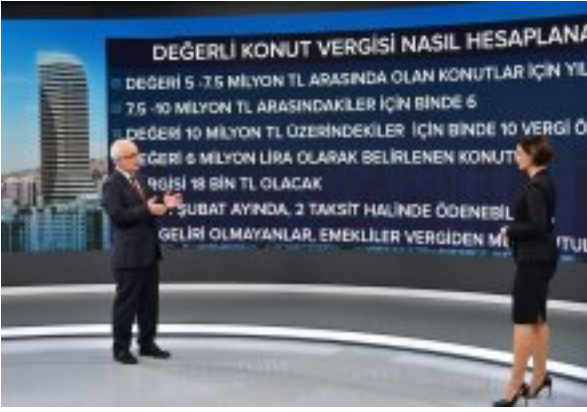 DEĞERLİ KONUT VERGİSİ NASIL HESAPLANA
DEĞERİ 5 -7.5 MİLYON TL ARASINDA OLAN KONUTLAR İÇİN YIL
7.5 -10 MİLYON TL ARASINDAKİLER İÇİN BİNDE 6
DEĞERİ 10 MİLYON TL ÜZERİNDEKİLER İÇİN BİNDE 10 VERGİ Ö
EĞERİ 6 MİLYON LİRA OLARAK BELİRLENEN KONUT
RGİSİ 18 BİN TL OLACAK
ŞUBAT AYINDA, 2 TAKSİT HALİNDE ÖDENEBİL
GELİRİ OLMAYANLAR, EMEKLİLER VERGİDEN M